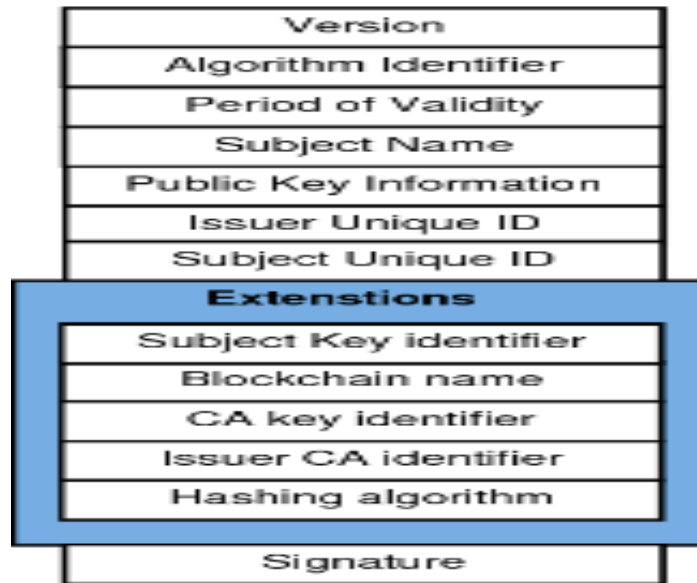 Version
Algorithm Identifier
Period of Validity
Subject Name
Public Key Information
Issuer Unique ID
Subject Unique ID
Extenstions
Subject Key identifier
Blockchain name
CA key identifier
Issuer CA identifier
Hashing algorithm
Signature